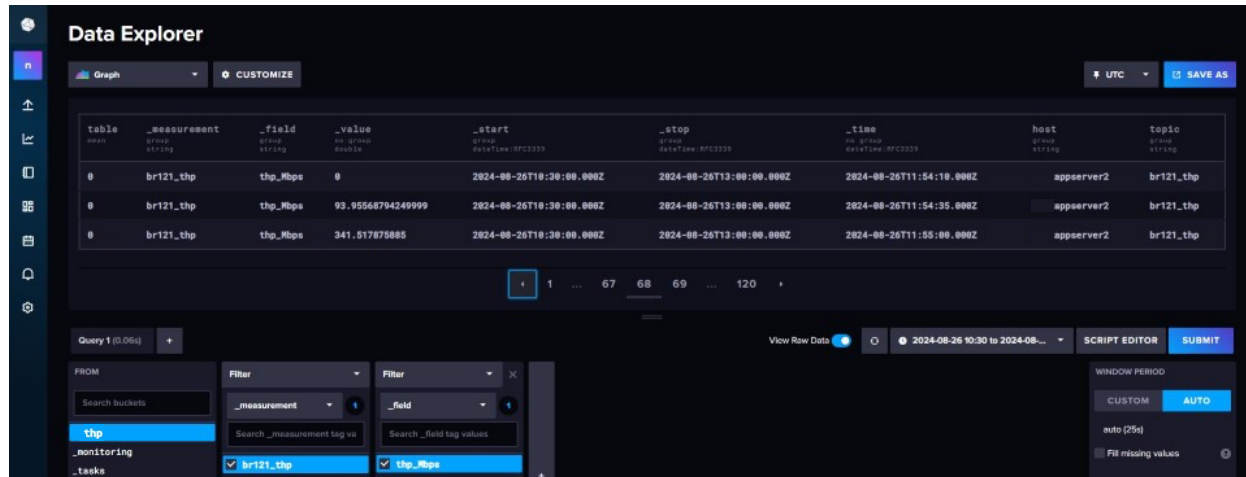 Data Explorer
n
Graph
CUSTOMIZE
UTC
SAVE AS
table _measurement _field _value _start _stop _time host topic
mean group group no group group group no group group group
string string double dateTime:RFC3339 dateTime:RFC3339 dateTime:RFC3339 string string
0 br121_thp thp_Mbps 0 2024-08-26T10:30:00.000Z 2024-08-26T13:00:00.000Z 2024-08-26T11:54:10.000Z appserver2 br121_thp
0 br121_thp thp_Mbps 93.95568794249999 2024-08-26T10:30:00.000Z 2024-08-26T13:00:00.000Z 2024-08-26T11:54:35.000Z appserver2 br121_thp
0 br121_thp thp_Mbps 341.517875885 2024-08-26T10:30:00.000Z 2024-08-26T13:00:00.000Z 2024-08-26T11:55:00.000Z appserver2 br121_thp
1 ... 67 68 69 ... 120
Query 1 (0.06s) +
View Raw Data
2024-08-26 10:30 to 2024-08-...
SCRIPT EDITOR
SUBMIT
FROM
Search buckets
_thp
_monitoring
_tasks
Filter
_measurement 1
Search _measurement tag va
br121_thp
Filter
_field 1
Search _field tag values
thp_Mbps
+
WINDOW PERIOD
CUSTOM AUTO
auto (25s)
Fill missing values ?